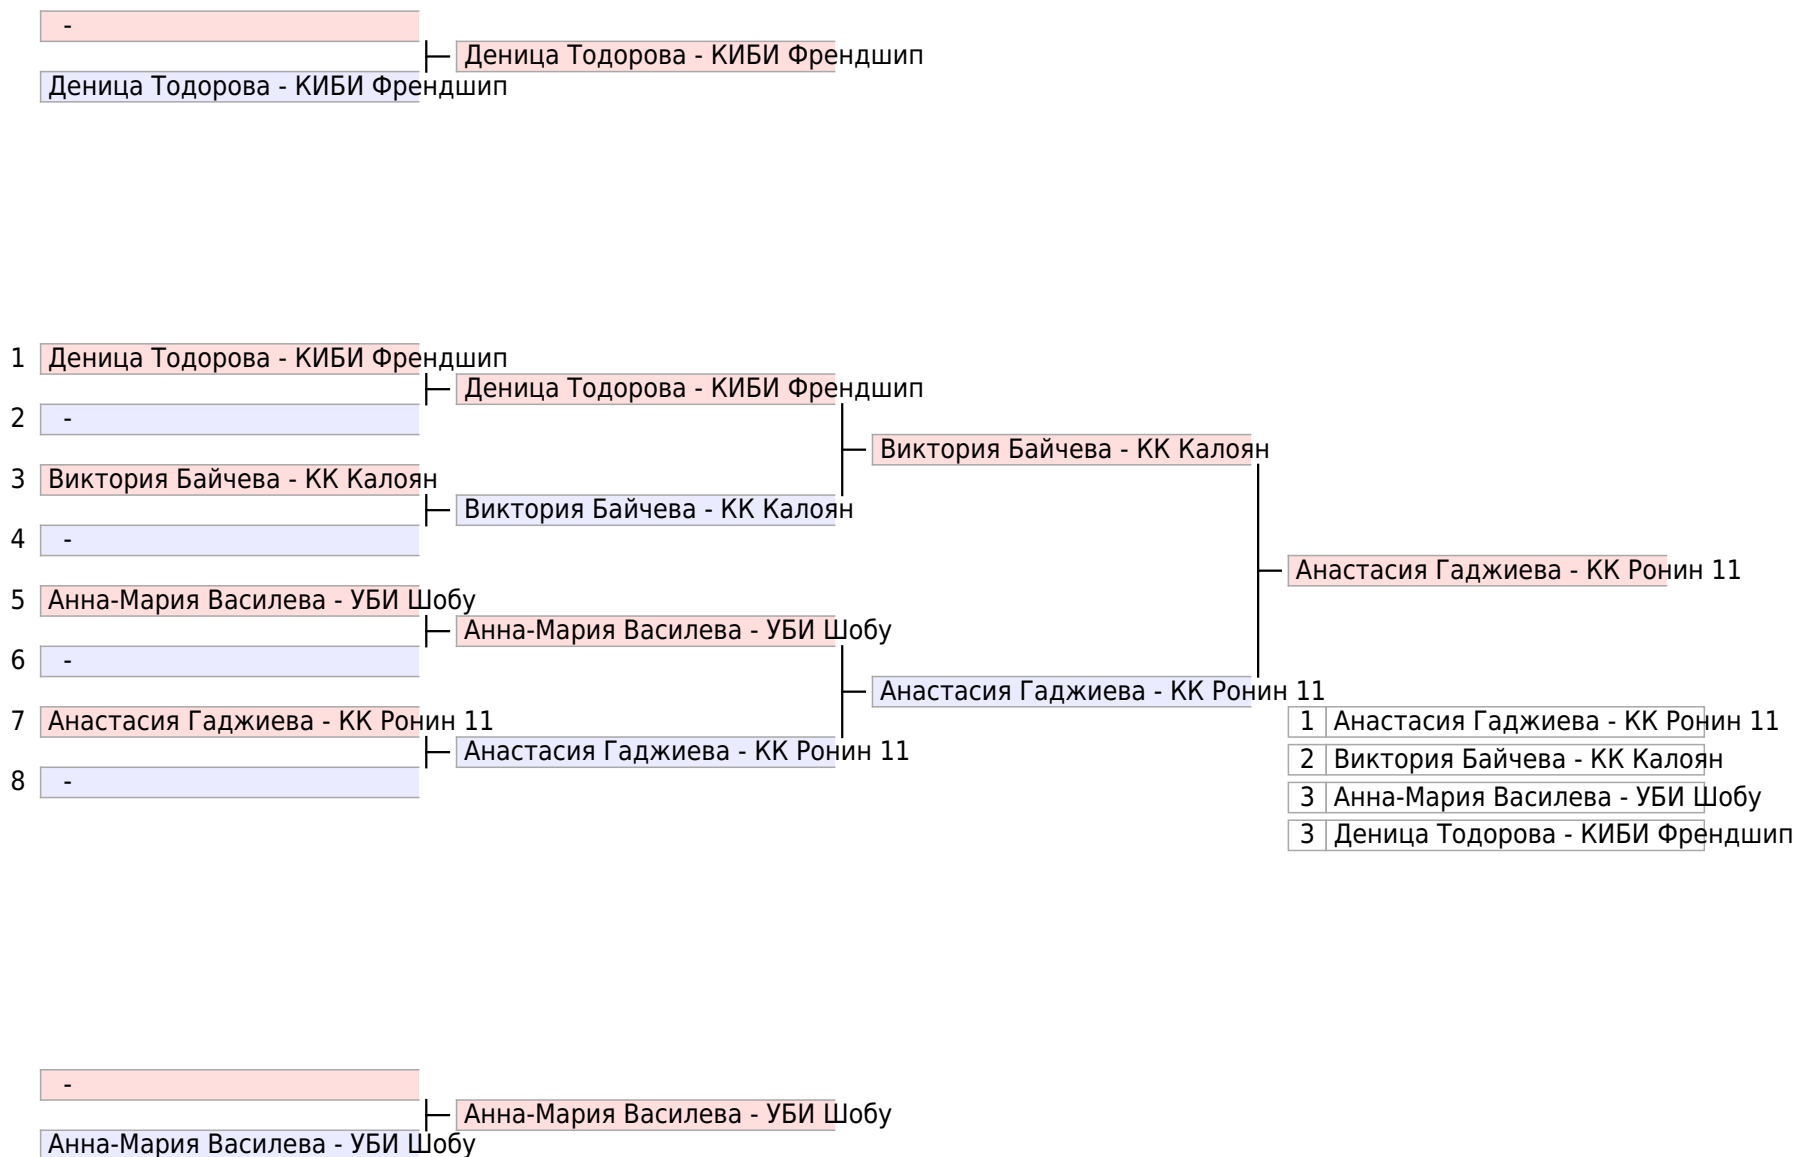 -
Деница Тодорова - КИБИ Френдшип
Деница Тодорова - КИБИ Френдшип
1 Деница Тодорова - КИБИ Френдшип
Деница Тодорова - КИБИ Френдшип
2 -
Виктория Байчева - КК Калоян
3 Виктория Байчева - КК Калоян
Виктория Байчева - КК Калоян
4 -
Анастасия Гаджиева - КК Ронин 11
5 Анна-Мария Василева - УБИ Шобу
Анна-Мария Василева - УБИ Шобу
6 -
Анастасия Гаджиева - КК Ронин 11
7 Анастасия Гаджиева - КК Ронин 11
1 Анастасия Гаджиева - КК Ронин 11
Анастасия Гаджиева - КК Ронин 11
2 Виктория Байчева - КК Калоян
8 -
3 Анна-Мария Василева - УБИ Шобу
3 Деница Тодорова - КИБИ Френдшип
-
Анна-Мария Василева - УБИ Шобу
Анна-Мария Василева - УБИ Шобу